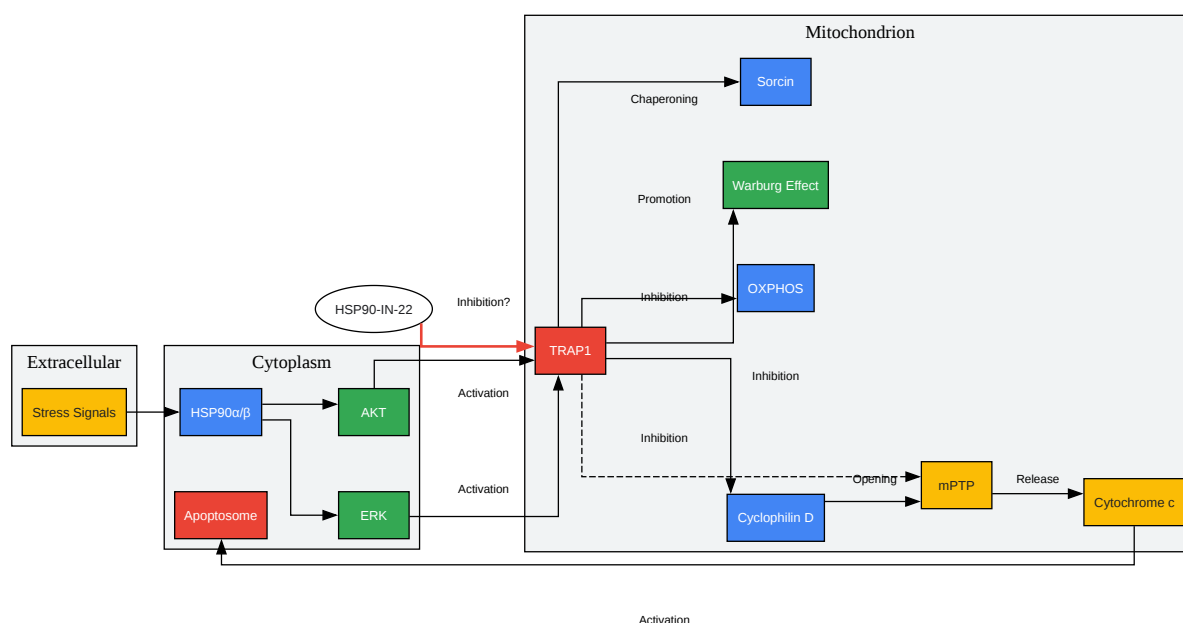 Mitochondrion
Sorcin
Chaperoning
Warburg Effect
Promotion
OXPHOS
Inhibition
HSP90-IN-22
Inhibition?
TRAP1
Extracellular
Cytoplasm
Stress Signals
HSP90α/β
AKT
Activation
Inhibition
Inhibition
Apoptosome
ERK
Activation
Opening
mPTP
Release
Cyclophilin D
Cytochrome c
Activation